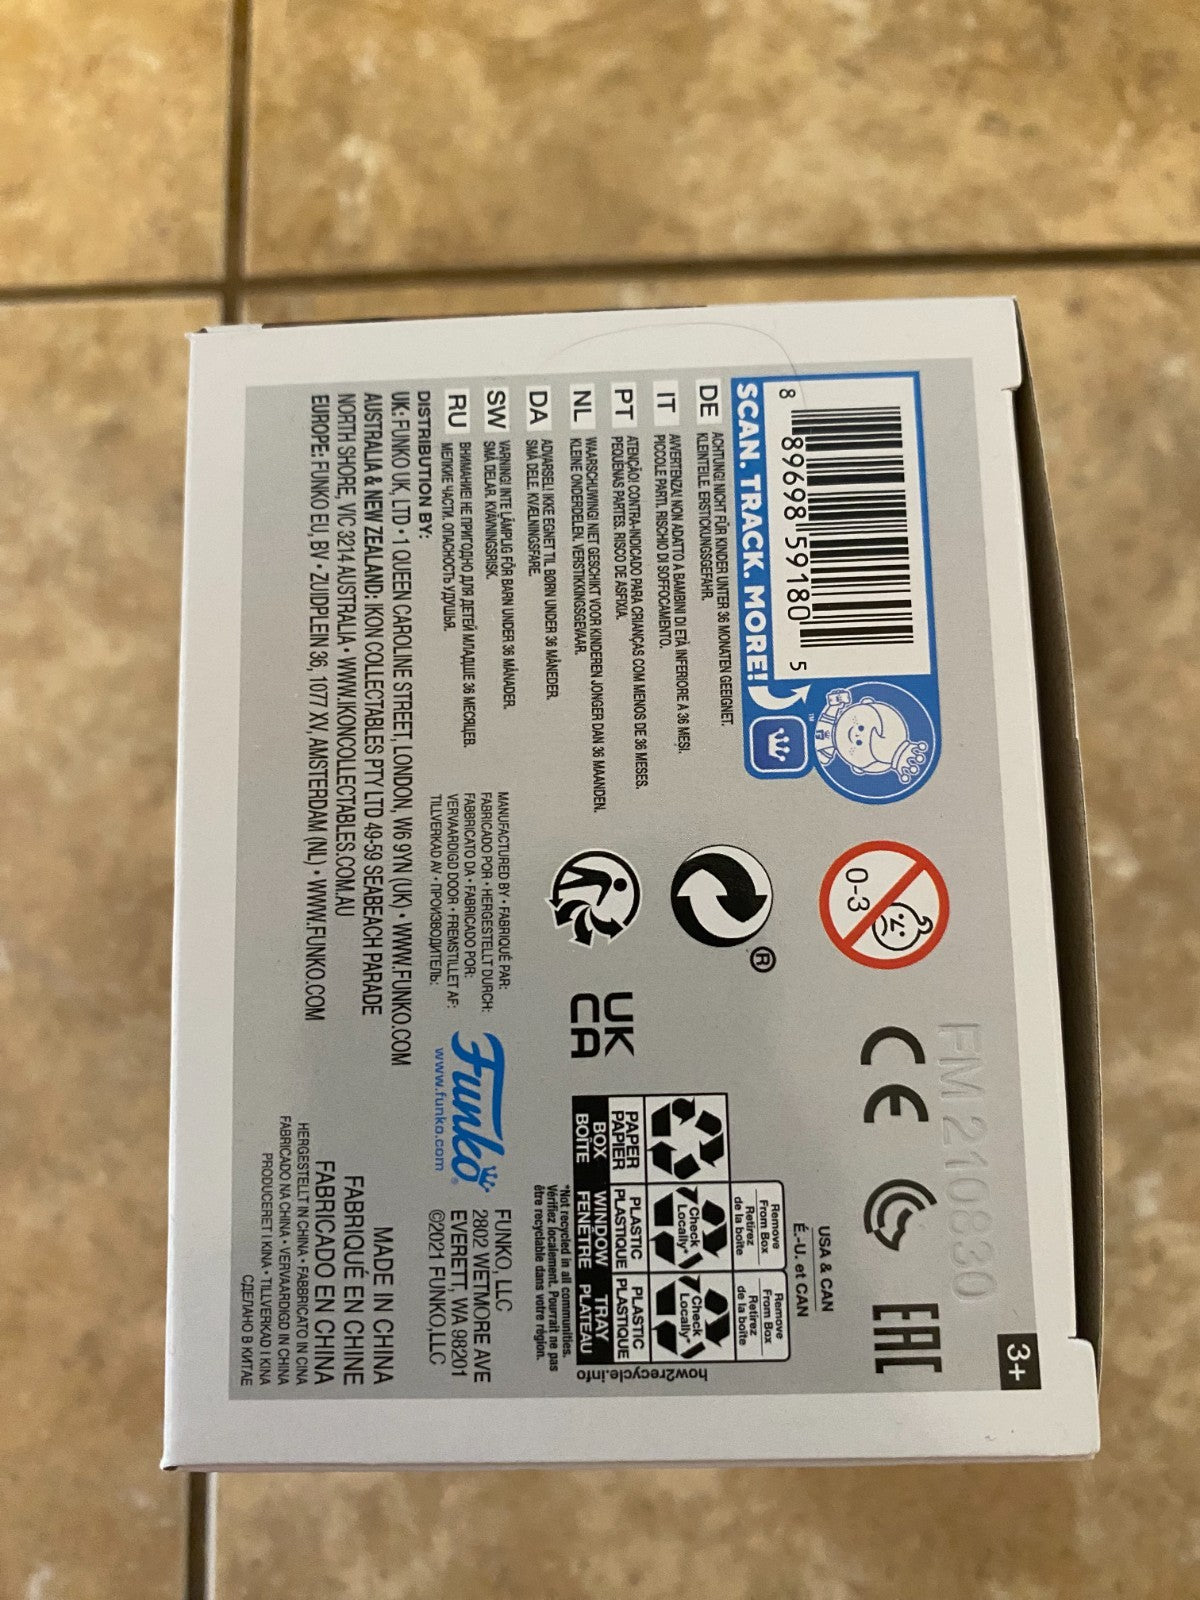 8 89698 59180 5
SCAN. TRACK. MORE!
™
0-3
FM 210830
3+
DE ACHTUNG! NICHT FÜR KINDER UNTER 36 MONATEN GEEIGNET.
KLEINTEILE. ERSTICKUNGSGEFAHR.
IT AVVERTENZA! NON ADATTO A BAMBINI DI ETÀ INFERIORE A 36 MESI.
PICCOLE PARTI. RISCHIO DI SOFFOCAMENTO.
PT ATENÇÃO! CONTRA-INDICADO PARA CRIANÇAS COM MENOS DE 36 MESES.
PEQUENAS PARTES. RISCO DE ASFIXIA.
NL WAARSCHUWING! NIET GESCHIKT VOOR KINDEREN JONGER DAN 36 MAANDEN.
KLEINE ONDERDELEN. VERSTIKKINGSGEVAAR.
DA ADVARSEL! IKKE EGNET TIL BØRN UNDER 36 MÅNEDER.
SMÅ DELE. KVÆLNINGSFARE.
SW VARNING! INTE LÄMPLIG FÖR BARN UNDER 36 MÅNADER.
SMÅ DELAR. KVÄVNINGSRISK.
RU ВНИМАНИЕ! НЕ ПРИГОДНО ДЛЯ ДЕТЕЙ МЛАДШЕ 36 МЕСЯЦЕВ.
МЕЛКИЕ ЧАСТИ. ОПАСНОСТЬ УДУШЬЯ.
®
CE
EAC
UK
CA
USA & CAN
É.-U. et CAN
Remove
From Box
Retirez
de la boîte
Remove
From Box
Retirez
de la boîte
Check
Locally*
Check
Locally*
PAPER
PAPIER
PLASTIC
PLASTIQUE
PLASTIC
PLASTIQUE
BOX
BOÎTE
WINDOW
FENÊTRE
TRAY
PLATEAU
how2recycle.info
*Not recycled in all communities.
Vérifiez localement. Pourrait ne pas
être recyclable dans votre région.
MANUFACTURED BY • FABRIQUÉ PAR:
FABRICADO POR • HERGESTELLT DURCH:
FABBRICATO DA • FABRICADO POR:
VERVAARDIGD DOOR • FREMSTILLET AF:
TILLVERKAD AV • ПРОИЗВОДИТЕЛЬ:
Funko®
www.funko.com
FUNKO, LLC
2802 WETMORE AVE
EVERETT, WA 98201
©2021 FUNKO,LLC
DISTRIBUTION BY:
UK: FUNKO UK, LTD • 1 QUEEN CAROLINE STREET, LONDON, W6 9YN (UK) • WWW.FUNKO.COM
AUSTRALIA & NEW ZEALAND: IKON COLLECTABLES PTY LTD 49-59 SEABEACH PARADE
NORTH SHORE, VIC 3214 AUSTRALIA • WWW.IKONCOLLECTABLES.COM.AU
EUROPE: FUNKO EU, BV • ZUIDPLEIN 36, 1077 XV, AMSTERDAM (NL) • WWW.FUNKO.COM
MADE IN CHINA
FABRIQUÉ EN CHINE
FABRICADO EN CHINA
HERGESTELLT IN CHINA • FABBRICATO IN CINA
FABRICADO NA CHINA • VERVAARDIGD IN CHINA
PRODUCERET I KINA • TILLVERKAD I KINA
СДЕЛАНО В КИТАЕ